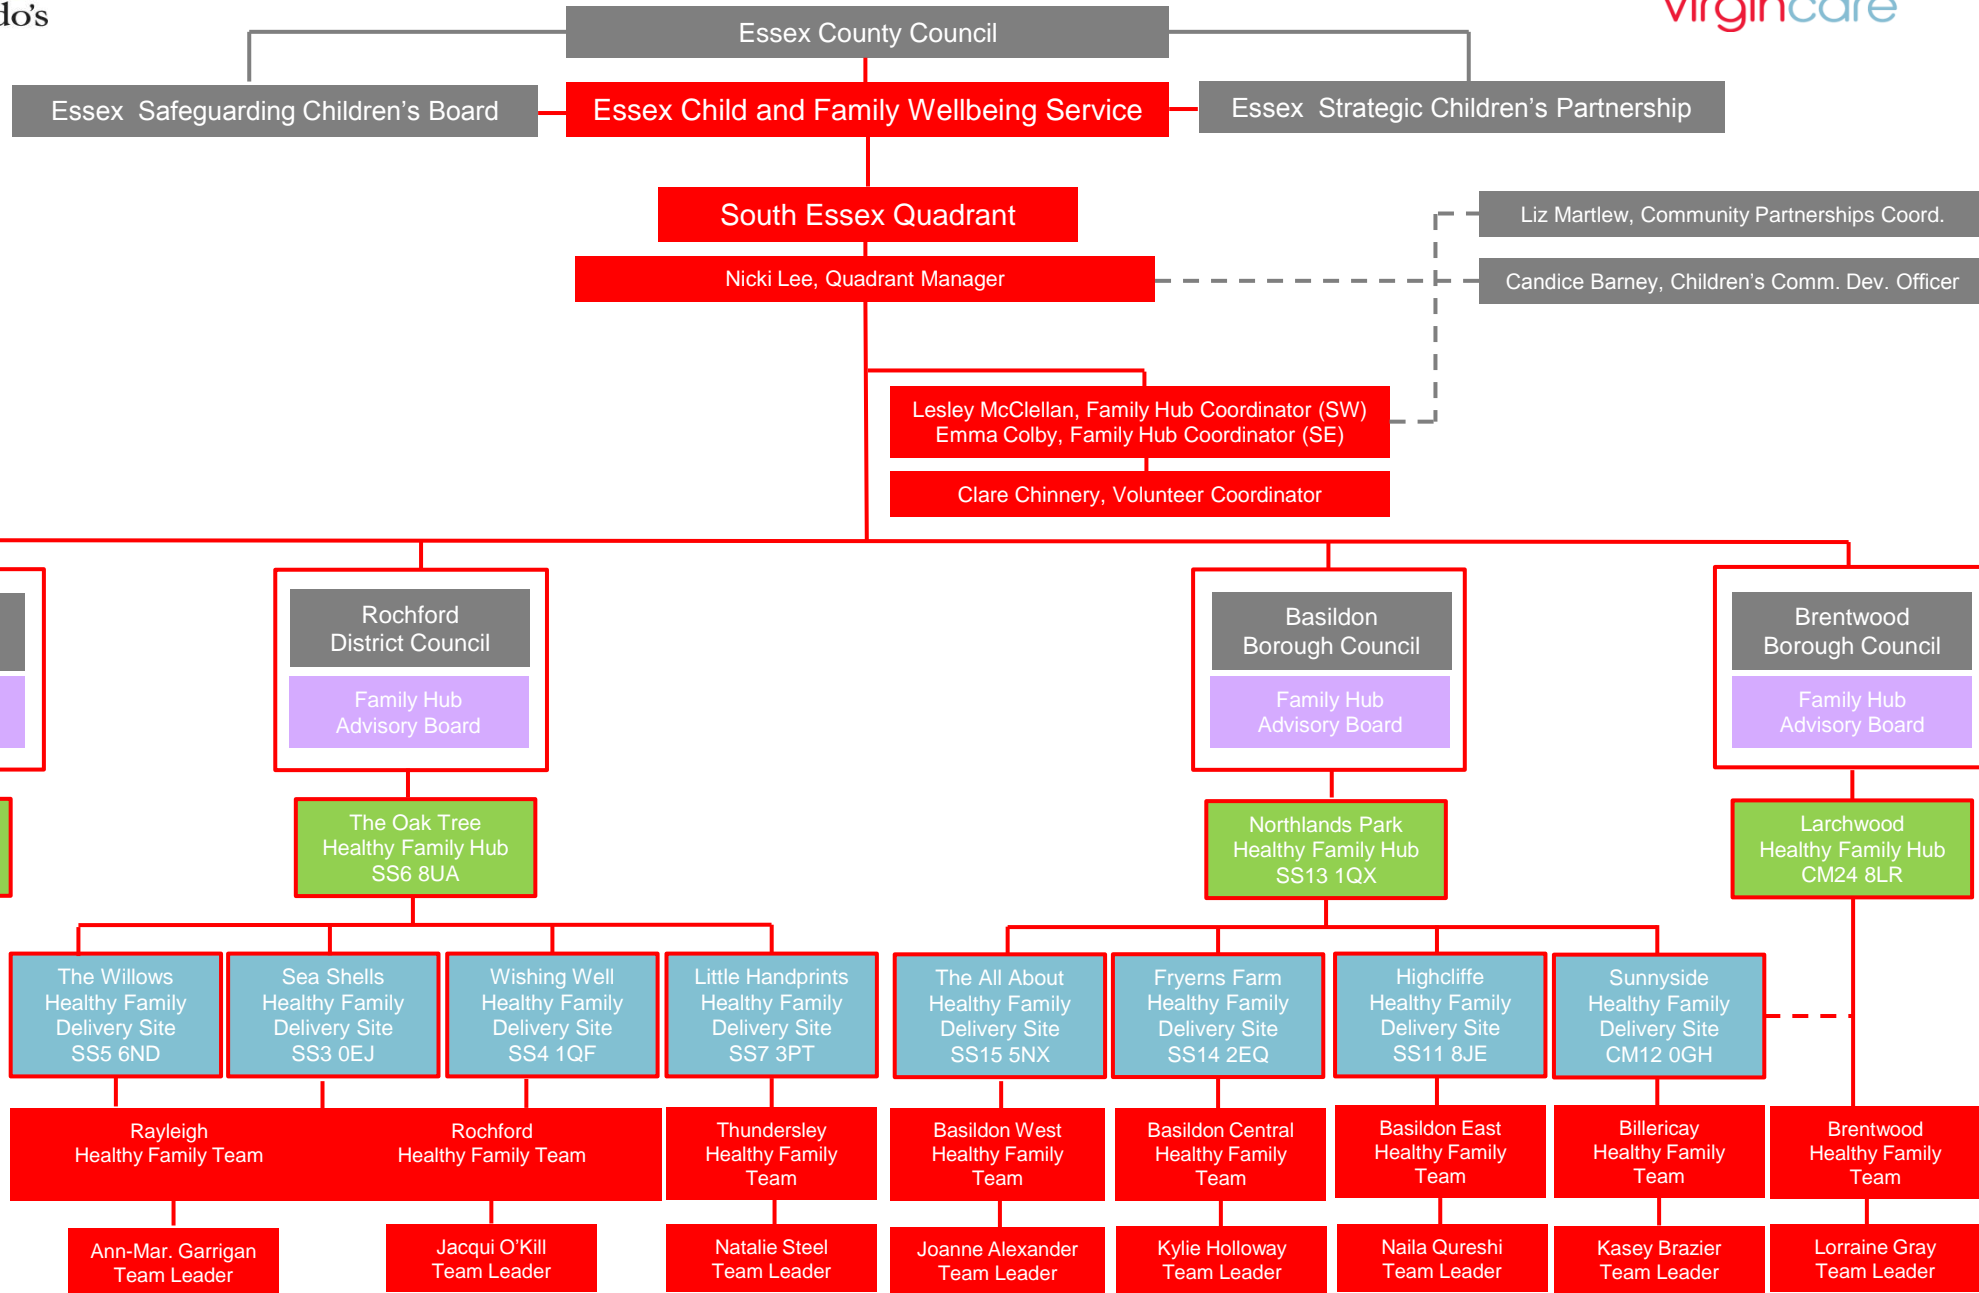 do's
virgincare
Essex County Council
Essex Safeguarding Children's Board
Essex Child and Family Wellbeing Service
Essex Strategic Children's Partnership
South Essex Quadrant
Liz Martlew, Community Partnerships Coord.
Nicki Lee, Quadrant Manager
Candice Barney, Children's Comm. Dev. Officer
Lesley McClellan, Family Hub Coordinator (SW)
Emma Colby, Family Hub Coordinator (SE)
Clare Chinnery, Volunteer Coordinator
Rochford
District Council
Family Hub
Advisory Board
Basildon
Borough Council
Family Hub
Advisory Board
Brentwood
Borough Council
Family Hub
Advisory Board
The Oak Tree
Healthy Family Hub
SS6 8UA
Northlands Park
Healthy Family Hub
SS13 1QX
Larchwood
Healthy Family Hub
CM24 8LR
The Willows
Healthy Family
Delivery Site
SS5 6ND
Sea Shells
Healthy Family
Delivery Site
SS3 0EJ
Wishing Well
Healthy Family
Delivery Site
SS4 1QF
Little Handprints
Healthy Family
Delivery Site
SS7 3PT
The All About
Healthy Family
Delivery Site
SS15 5NX
Fryerns Farm
Healthy Family
Delivery Site
SS14 2EQ
Highcliffe
Healthy Family
Delivery Site
SS11 8JE
Sunnyside
Healthy Family
Delivery Site
CM12 0GH
Rayleigh
Healthy Family Team
Rochford
Healthy Family Team
Thundersley
Healthy Family
Team
Basildon West
Healthy Family
Team
Basildon Central
Healthy Family
Team
Basildon East
Healthy Family
Team
Billericay
Healthy Family
Team
Brentwood
Healthy Family
Team
Ann-Mar. Garrigan
Team Leader
Jacqui O'Kill
Team Leader
Natalie Steel
Team Leader
Joanne Alexander
Team Leader
Kylie Holloway
Team Leader
Naila Qureshi
Team Leader
Kasey Brazier
Team Leader
Lorraine Gray
Team Leader